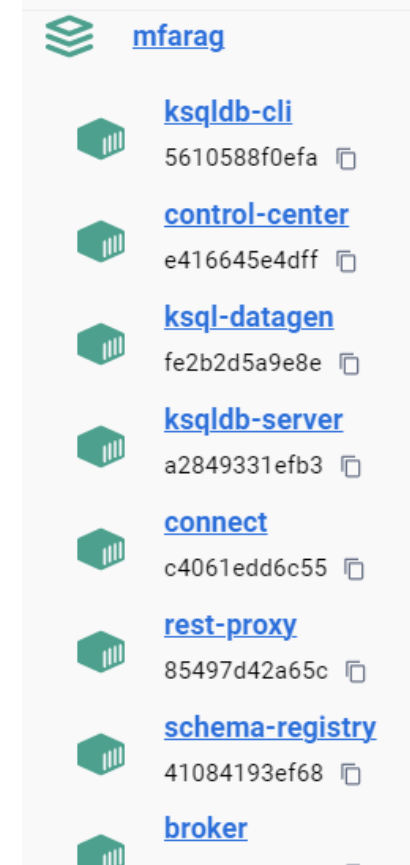 mfarag
ksqldb-cli
5610588f0efa
control-center
e416645e4dff
ksql-datagen
fe2b2d5a9e8e
ksqldb-server
a2849331efb3
connect
c4061edd6c55
rest-proxy
85497d42a65c
schema-registry
41084193ef68
broker